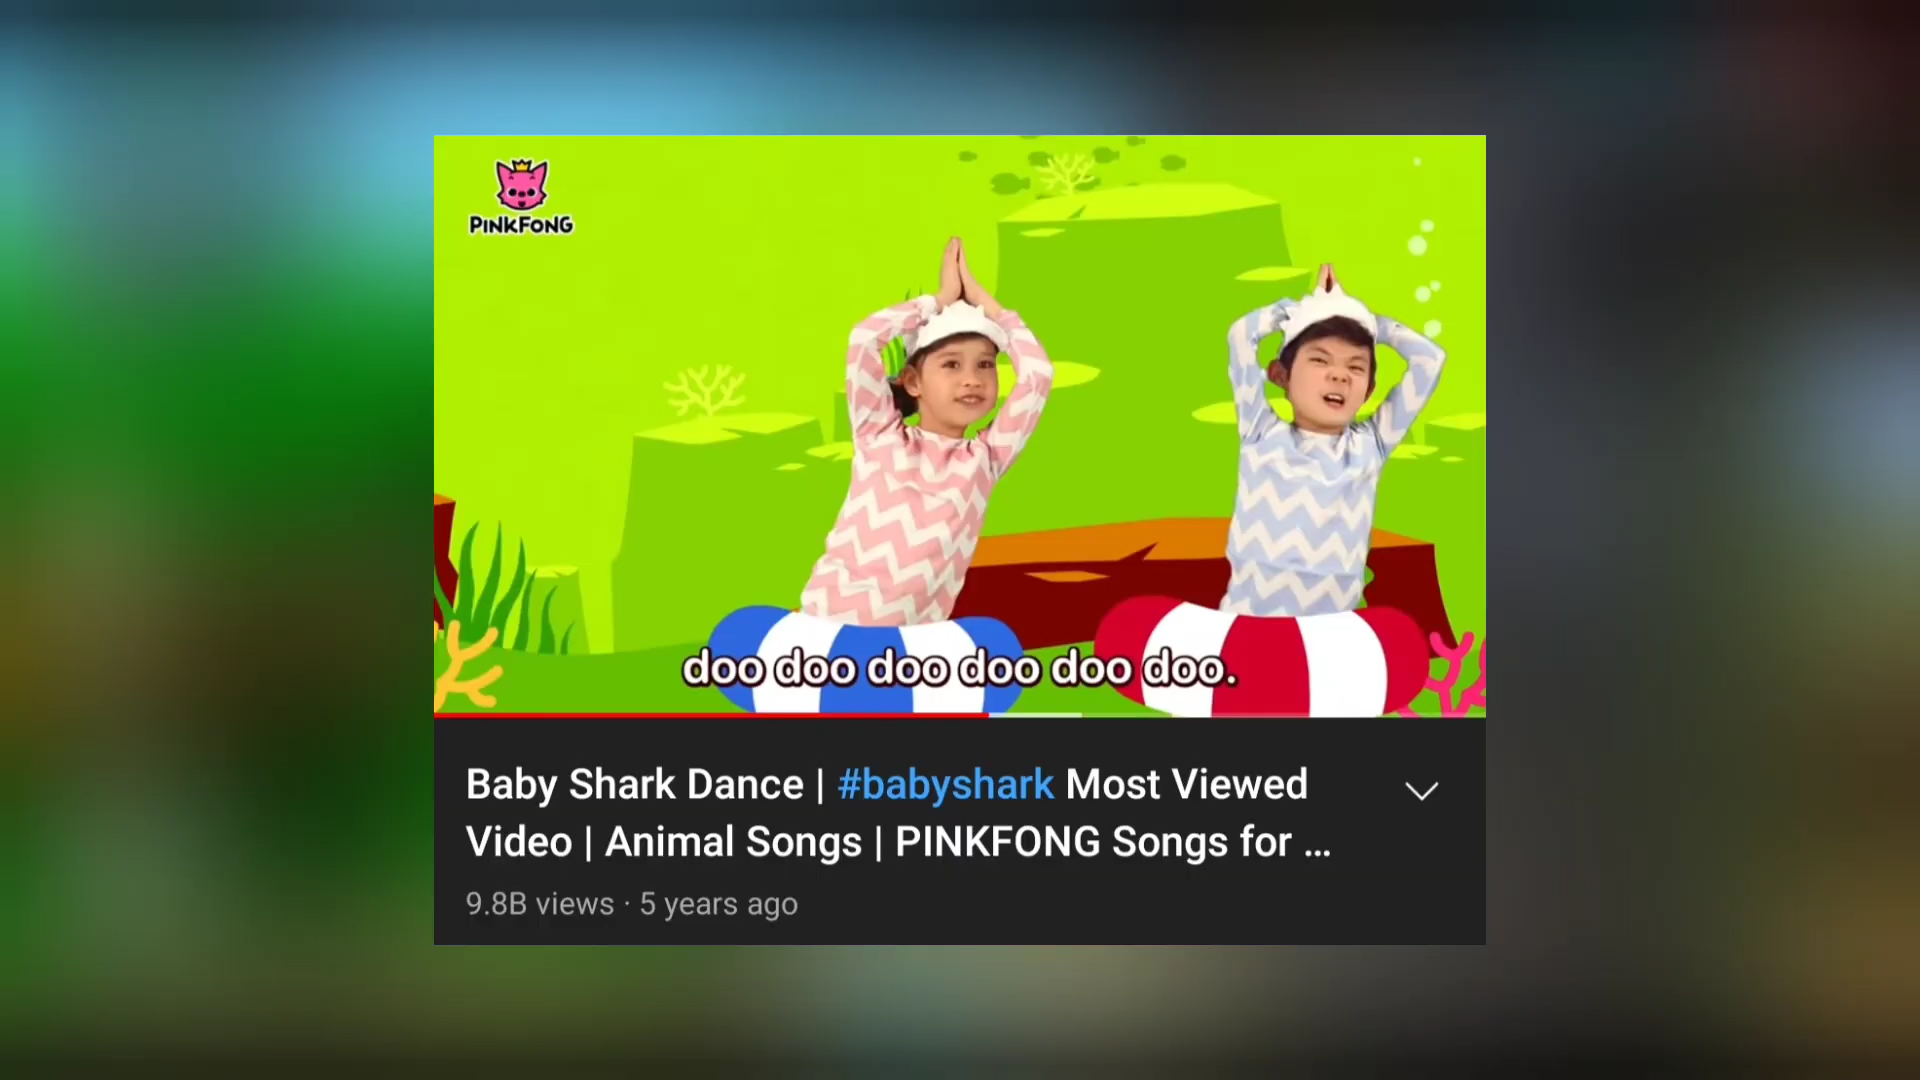 PINKFONG
doo doo doo doo doo doo.
Baby Shark Dance | #babyshark Most Viewed
Video | Animal Songs | PINKFONG Songs for ...
9.8B views · 5 years ago